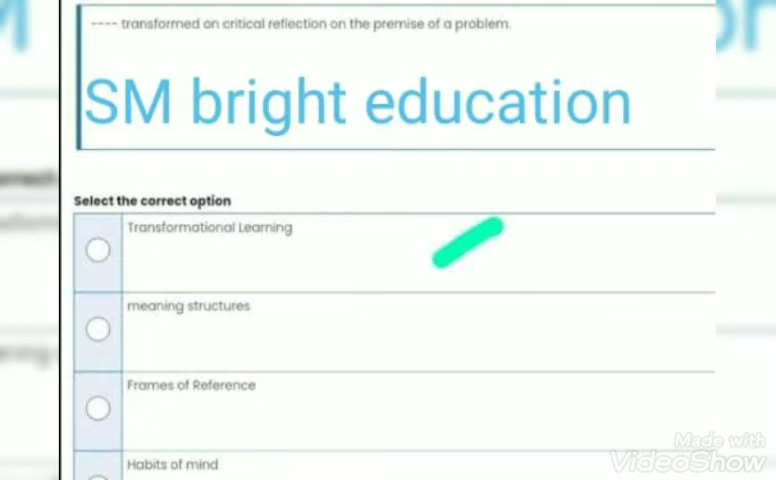 ---- transformed on critical reflection on the premise of a problem.
SM bright education
Select the correct option
Transformational Learning
meaning structures
Frames of Reference
Habits of mind
Made with
VideoShow